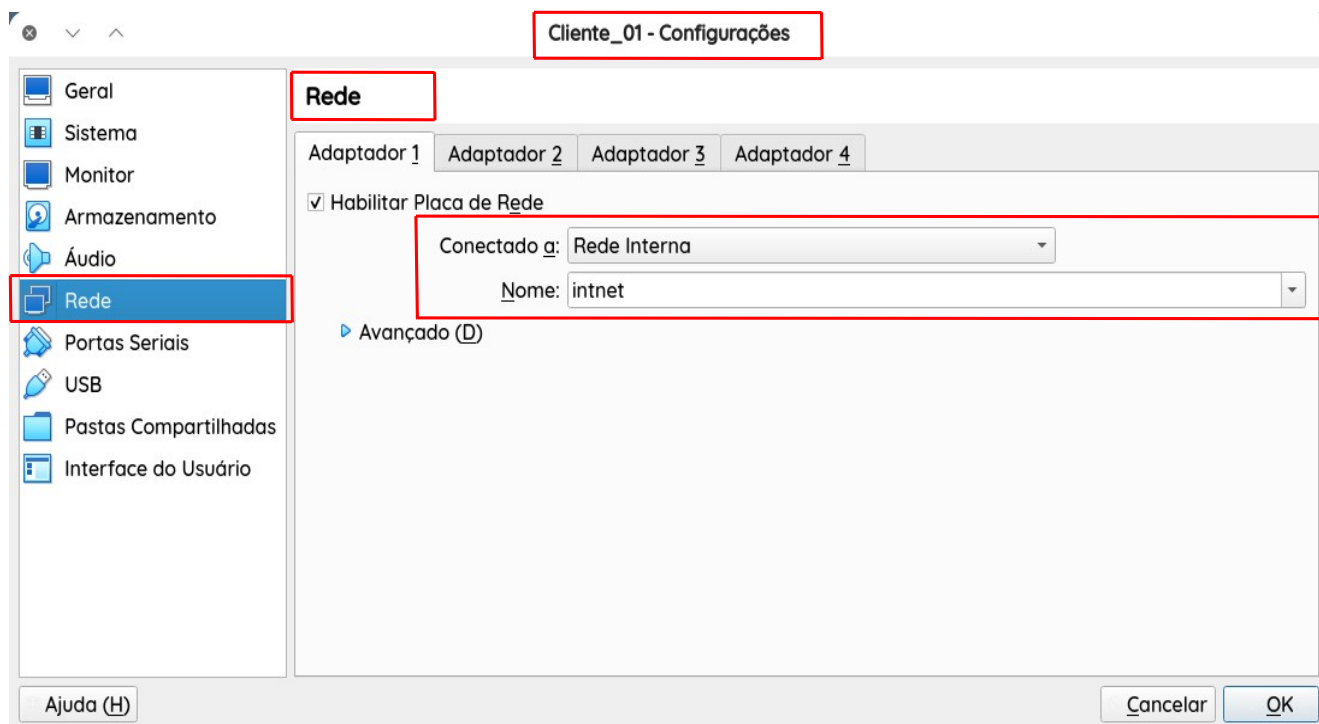 Cliente_01 - Configurações
Geral
Sistema
Monitor
Armazenamento
Áudio
Rede
Portas Seriais
USB
Pastas Compartilhadas
Interface do Usuário
Rede
Adaptador 1 Adaptador 2 Adaptador 3 Adaptador 4
Habilitar Placa de Rede
Conectado a: Rede Interna
Nome: intnet
Avançado (D)
Ajuda (H) Cancelar OK